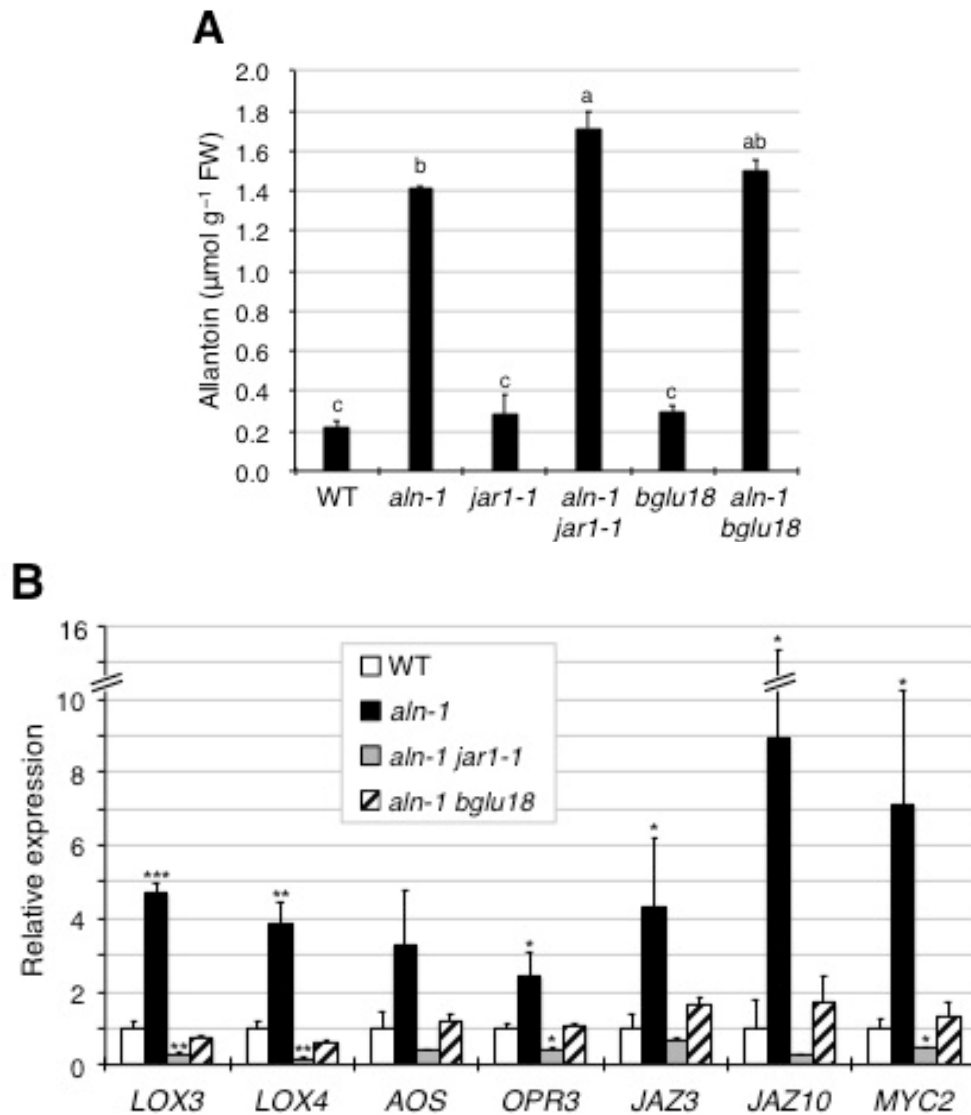 A
Allantoin (µmol g⁻¹ FW)
2.0
1.8
1.6
1.4
1.2
1.0
0.8
0.6
0.4
0.2
0.0
c
b
c
a
c
ab
WT
aln-1
jar1-1
aln-1
jar1-1
bglu18
aln-1
bglu18
B
Relative expression
16
10
8
6
4
2
0
WT
aln-1
aln-1 jar1-1
aln-1 bglu18
***
**
**
**
*
*
*
*
*
*
LOX3
LOX4
AOS
OPR3
JAZ3
JAZ10
MYC2